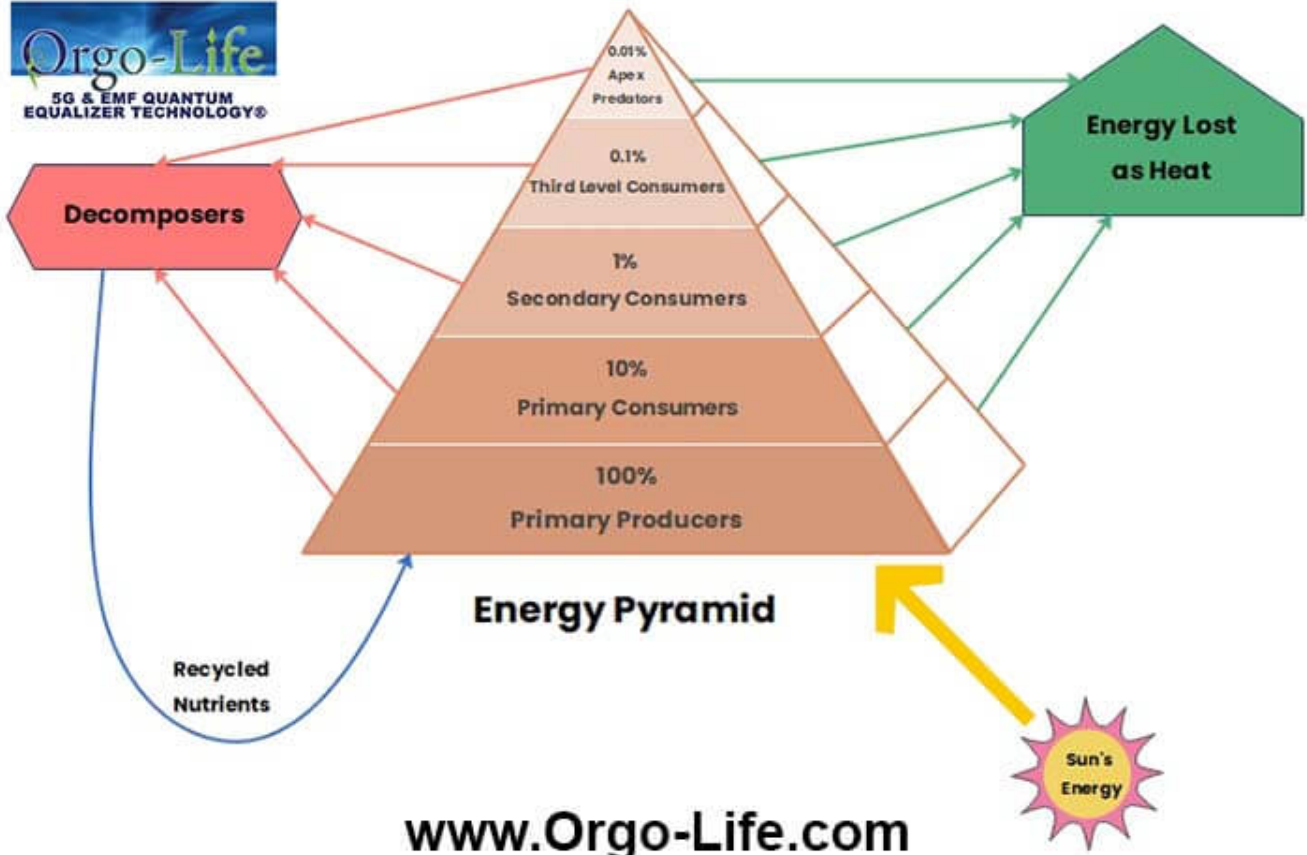 Orgo-Life
5G & EMF QUANTUM
EQUALIZER TECHNOLOGY®
0.01%
Apex
Predators
0.1%
Third Level Consumers
1%
Secondary Consumers
10%
Primary Consumers
100%
Primary Producers
Decomposers
Energy Lost
as Heat
Energy Pyramid
Recycled
Nutrients
Sun's
Energy
www.Orgo-Life.com